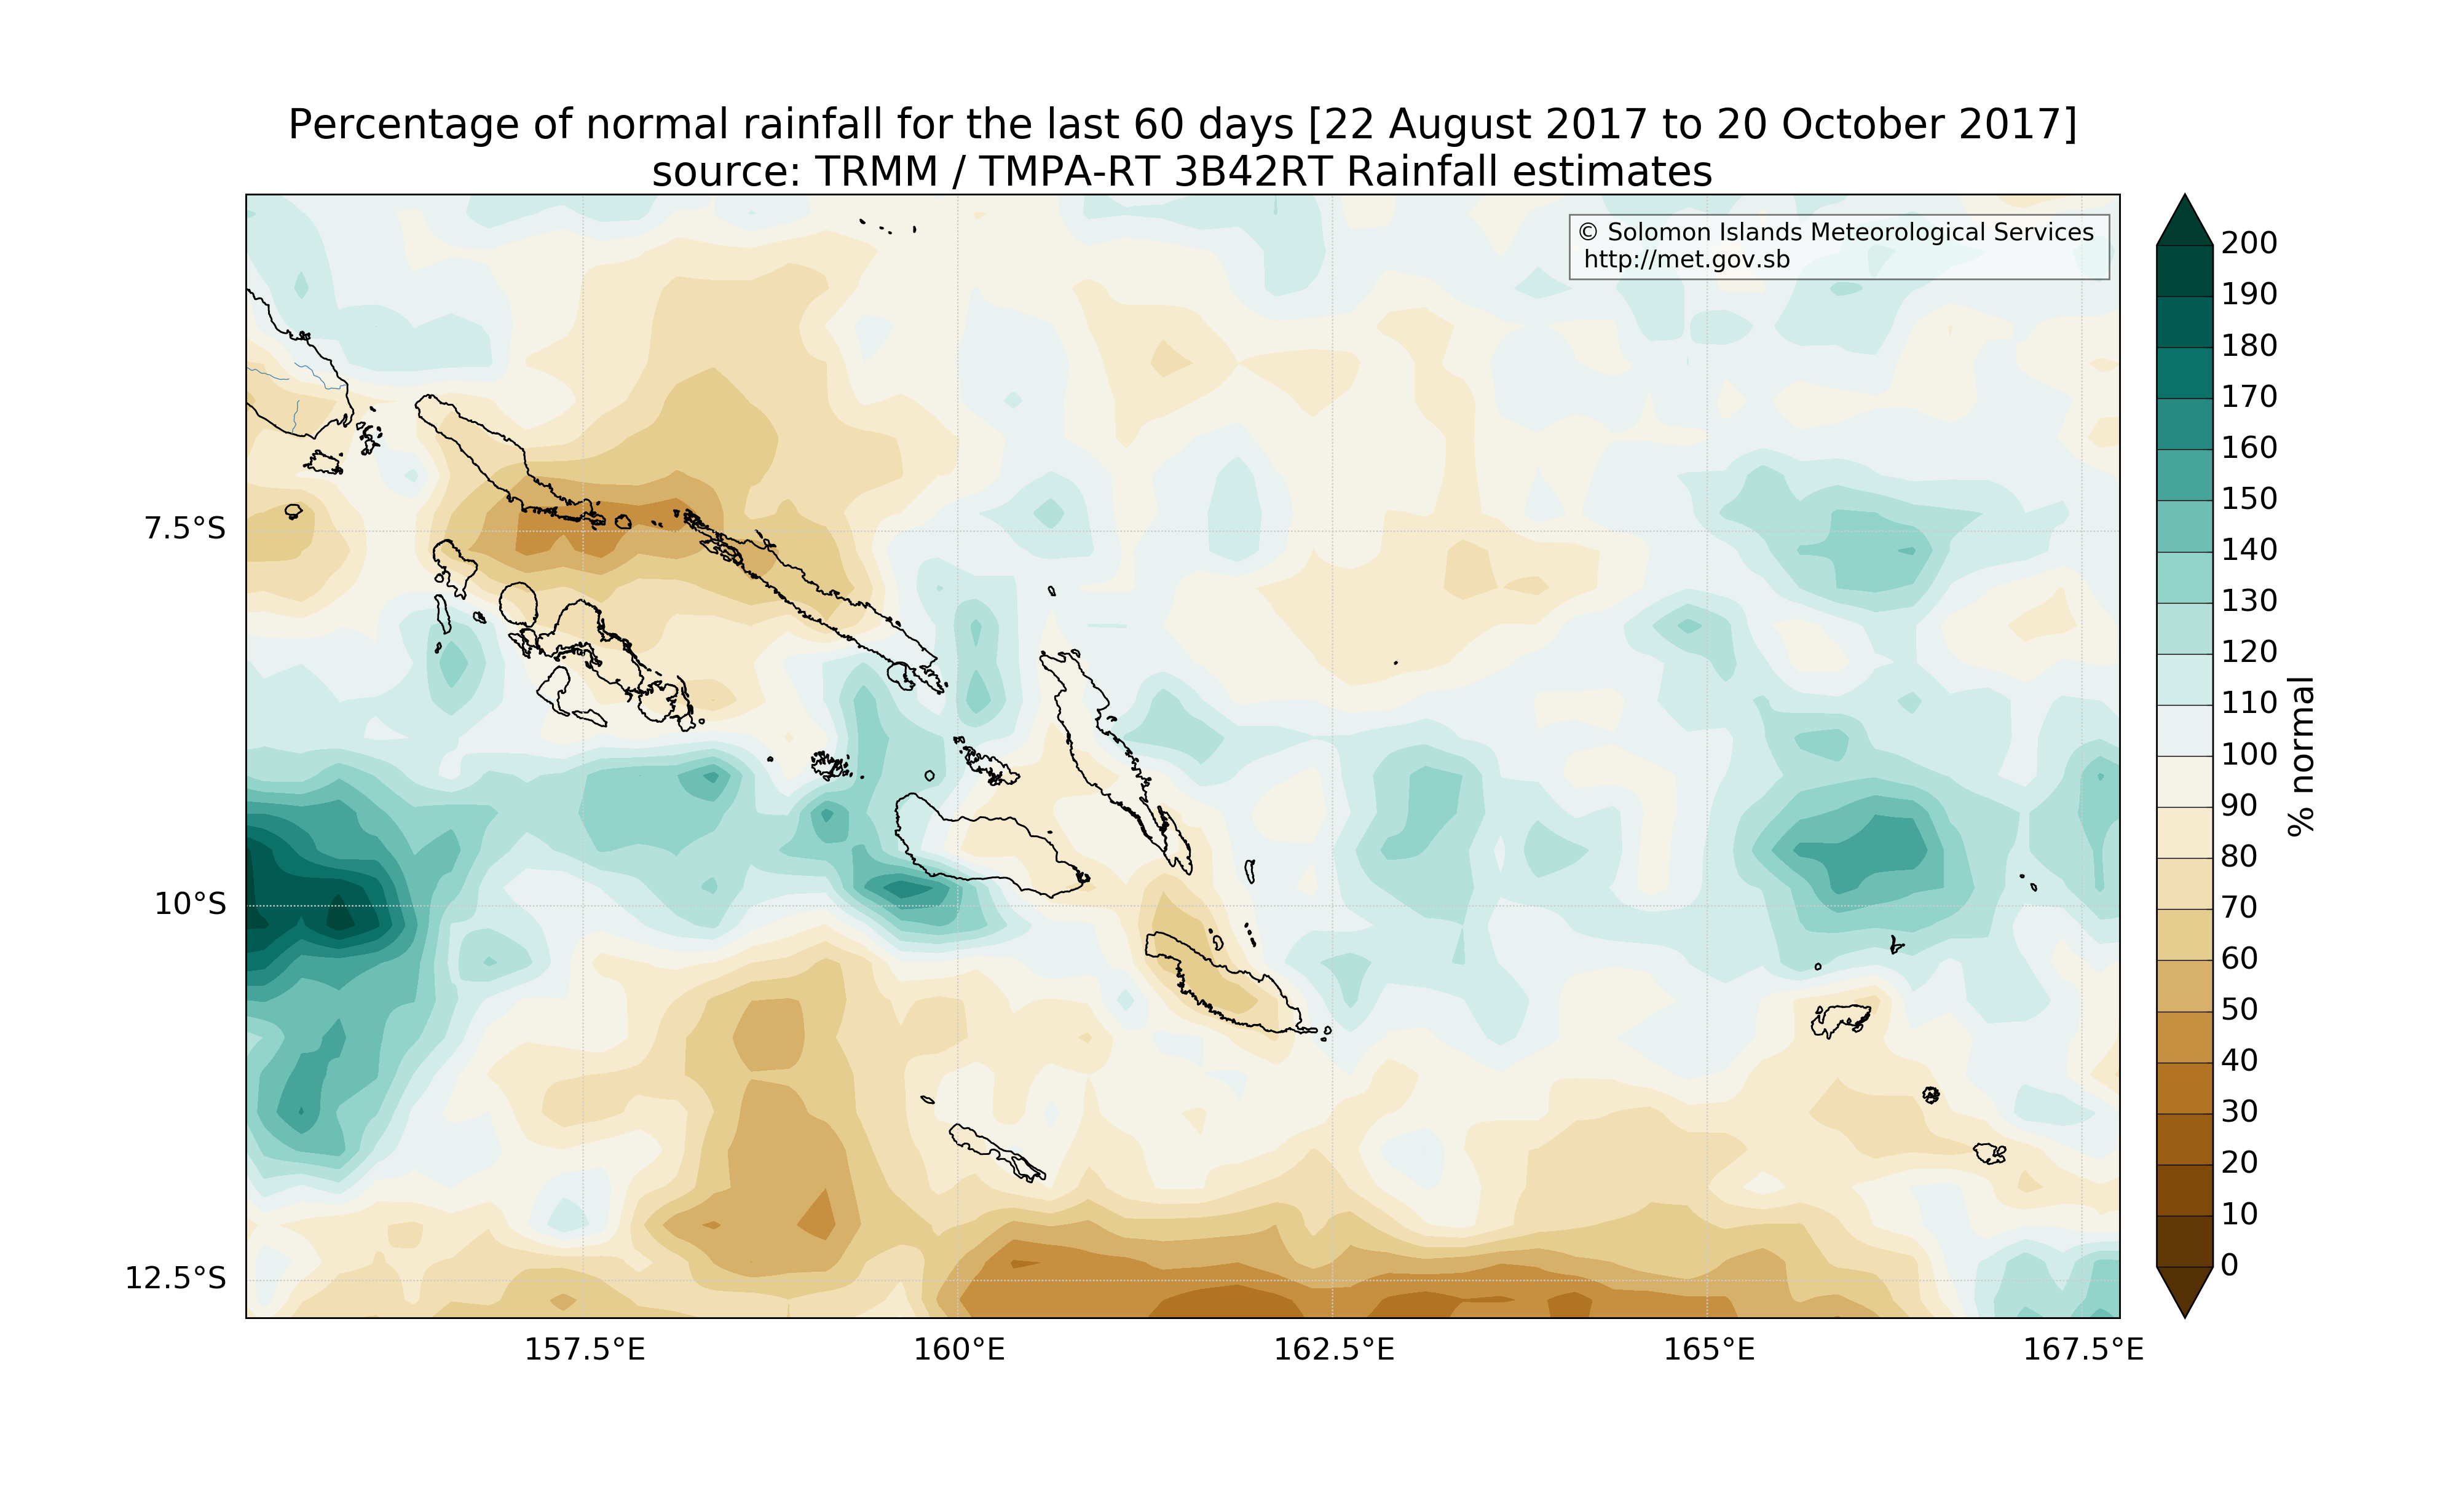 Percentage of normal rainfall for the last 60 days [22 August 2017 to 20 October 2017]
source: TRMM / TMPA-RT 3B42RT Rainfall estimates
© Solomon Islands Meteorological Services
http://met.gov.sb
7.5°S
10°S
12.5°S
157.5°E
160°E
162.5°E
165°E
167.5°E
200
190
180
170
160
150
140
130
120
110
100
90
80
70
60
50
40
30
20
10
0
% normal